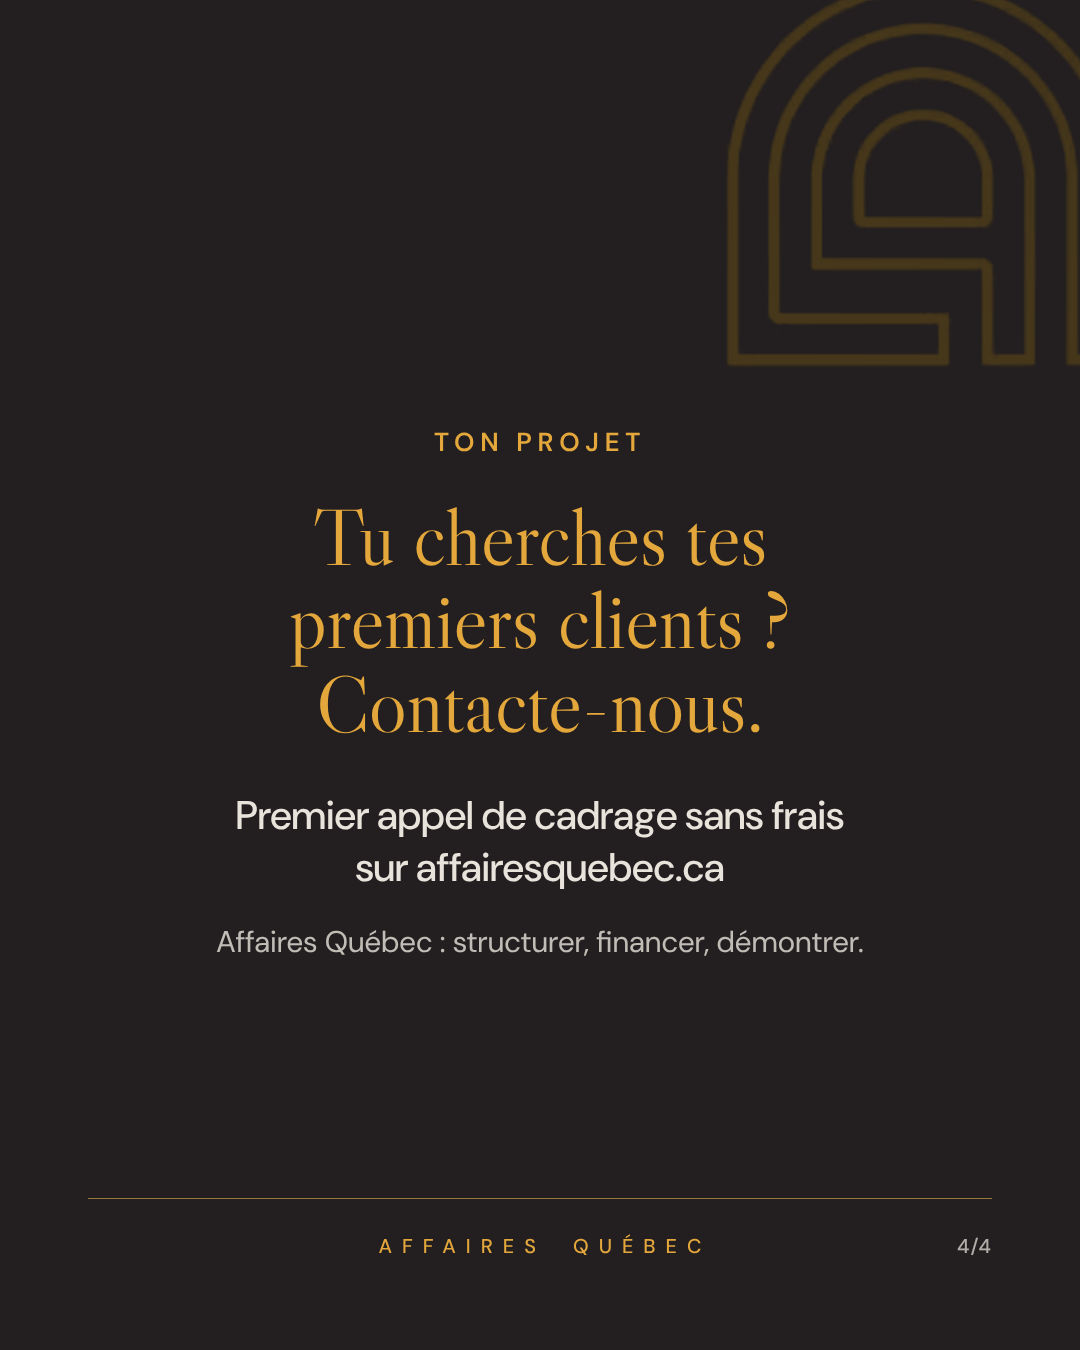 TON PROJET
Tu cherches tes
premiers clients ?
Contacte-nous.
Premier appel de cadrage sans frais
sur affairesquebec.ca
Affaires Québec : structurer, financer, démontrer.
AFFAIRES QUÉBEC
4/4